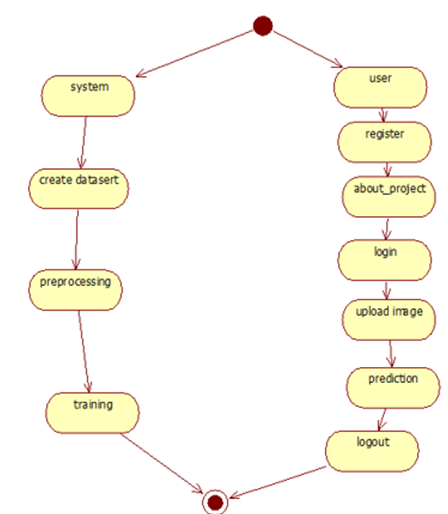 system
create datasert
preprocessing
training
user
register
about_project
login
upload image
prediction
logout